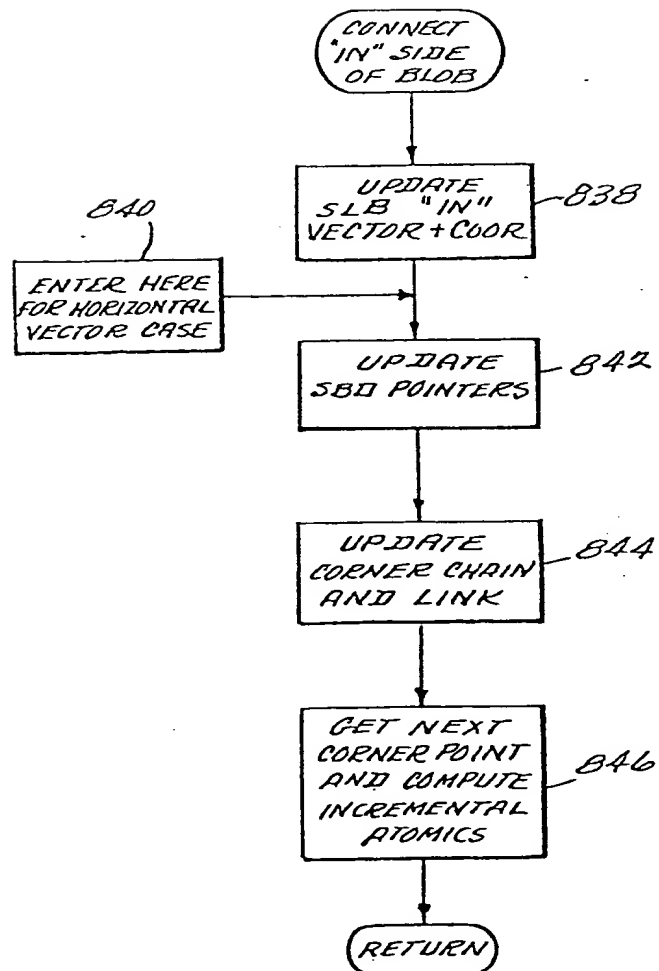 CONNECT
"IN" SIDE
OF BLOB
UPDATE
SLB "IN"
VECTOR + COOR
838
840
ENTER HERE
FOR HORIZONTAL
VECTOR CASE
UPDATE
SBD POINTERS
842
UPDATE
CORNER CHAIN
AND LINK
844
GET NEXT
CORNER POINT
AND COMPUTE
INCREMENTAL
ATOMICS
846
RETURN